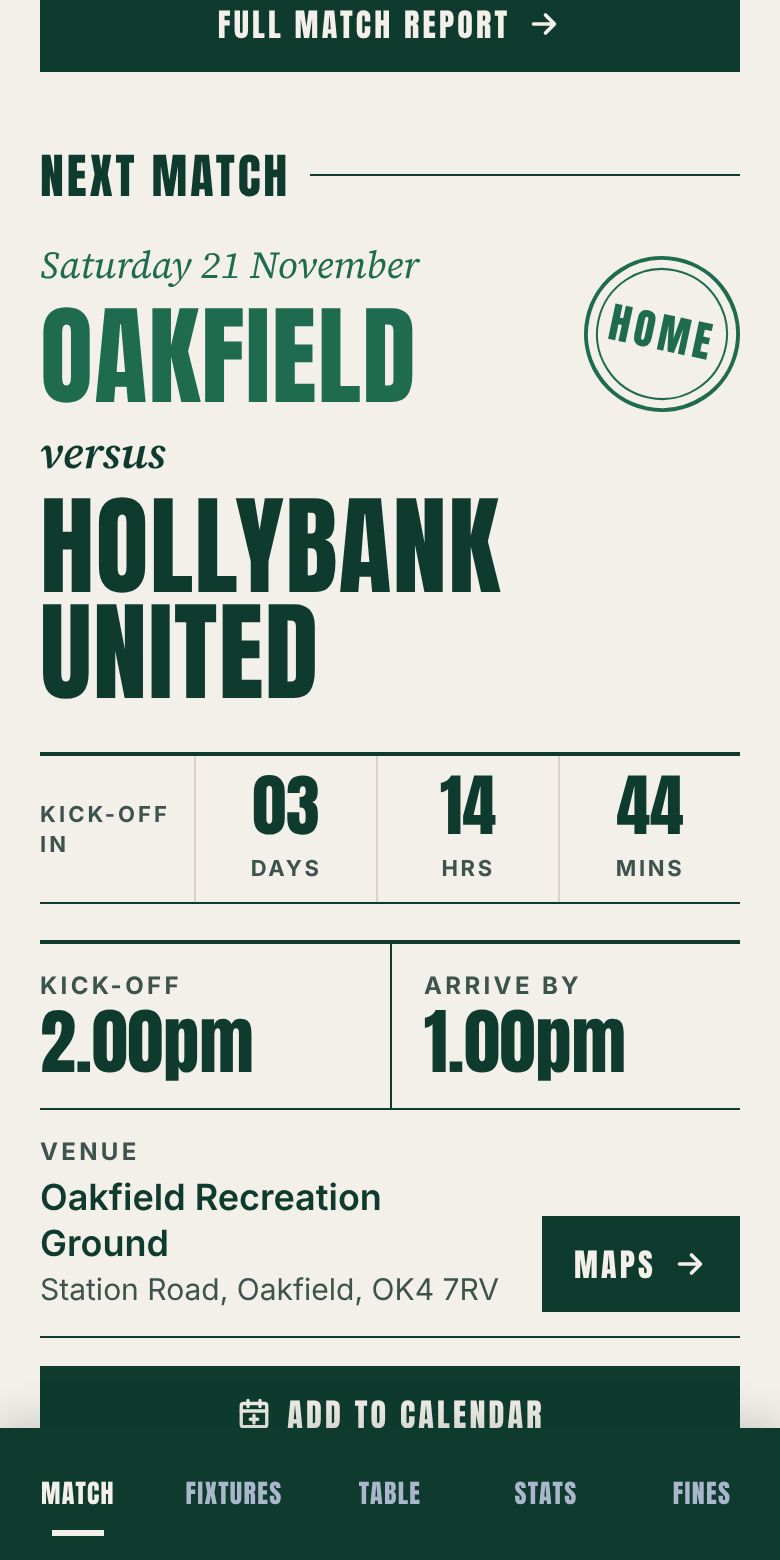 FULL MATCH REPORT →
NEXT MATCH
Saturday 21 November
OAKFIELD
HOME
versus
HOLLYBANK
UNITED
KICK-OFF
IN
03
DAYS
14
HRS
44
MINS
KICK-OFF
2.00pm
ARRIVE BY
1.00pm
VENUE
Oakfield Recreation
Ground
Station Road, Oakfield, OK4 7RV
MAPS →
ADD TO CALENDAR
MATCH
FIXTURES
TABLE
STATS
FINES